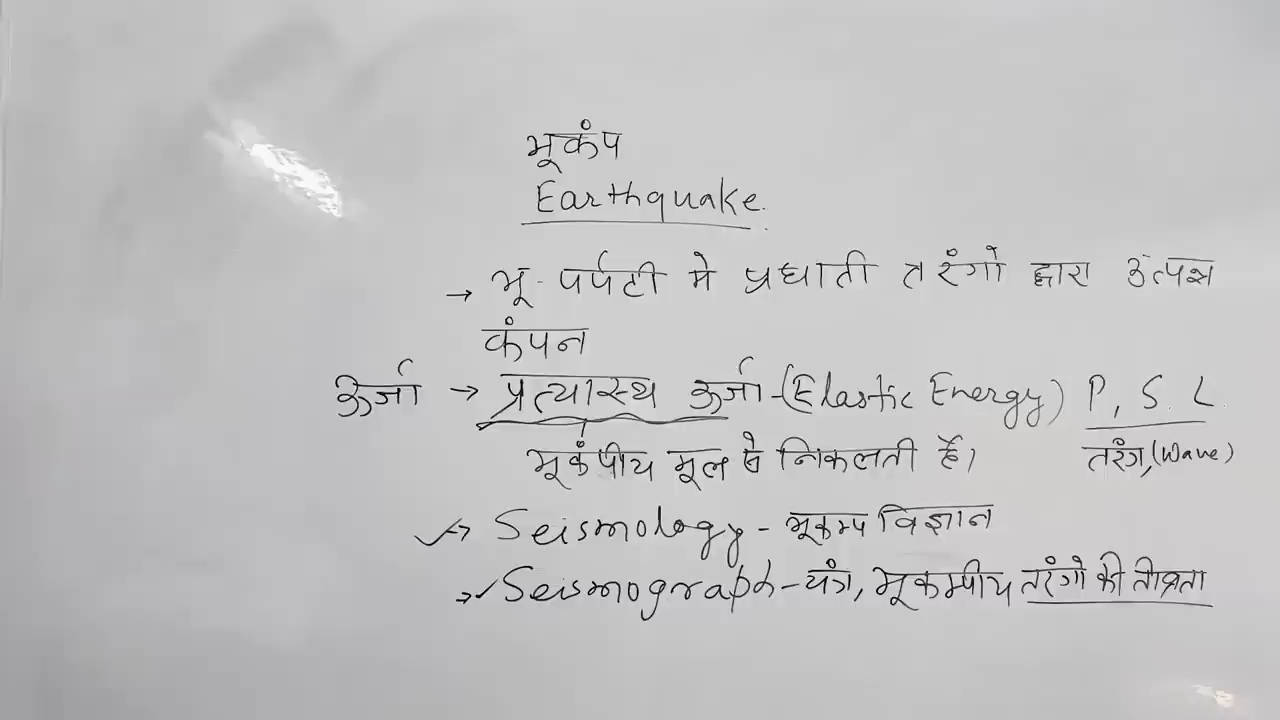 भूकंप
Earthquake.
→ भू-पर्पटी मे प्रघाती तरंगो द्वारा उत्पन्न
कंपन
ऊर्जा → प्रत्यास्थ ऊर्जा-(Elastic Energy) P, S. L
भूकंपीय मूल से निकलती है। तरंग,(Wave)
→ Seismology - भूकम्प विज्ञान
→ Seismograph - यंत्र, भूकम्पीय तरंगो की तीव्रता